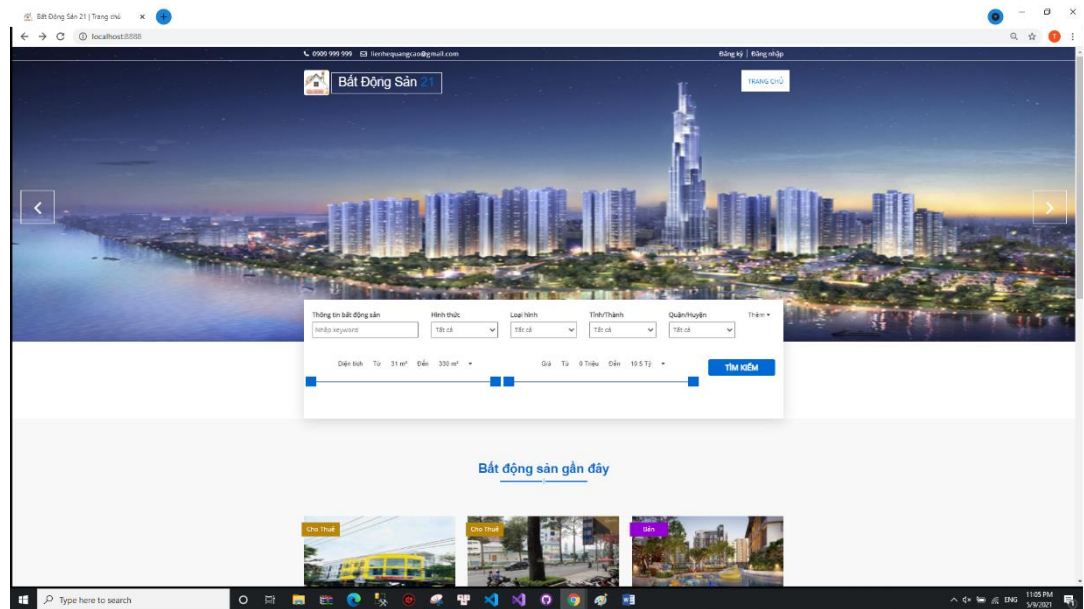 Bất Động Sản 21 | Trang chủ
localhost:8888
0909 999 999 lienhequangcao@gmail.com Đăng ký | Đăng nhập
Bất Động Sản 21 TRANG CHỦ
Thông tin bất động sản Hình thức Loại hình Tỉnh/Thành Quận/Huyện Thêm
Nhập keyword Tất cả Tất cả Tất cả Tất cả
Diện tích Từ 31 m² Đến 330 m² Giá Từ 0 Triệu Đến 10.5 Tỷ TÌM KIẾM
Bất động sản gần đây
Cho Thuê Cho Thuê Bán
Type here to search ENG 11:05 PM
5/9/2021